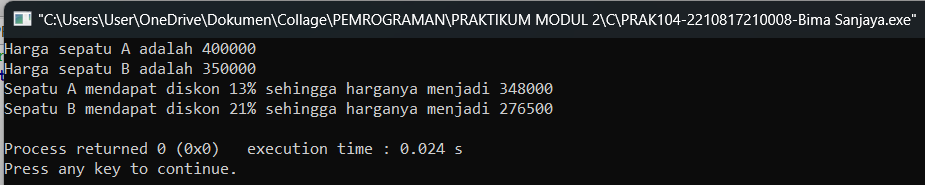 "C:\Users\User\OneDrive\Dokumen\Collage\PEMROGRAMAN\PRAKTIKUM MODUL 2\C\PRAK104-2210817210008-Bima Sanjaya.exe"
Harga sepatu A adalah 400000
Harga sepatu B adalah 350000
Sepatu A mendapat diskon 13% sehingga harganya menjadi 348000
Sepatu B mendapat diskon 21% sehingga harganya menjadi 276500
Process returned 0 (0x0)   execution time : 0.024 s
Press any key to continue.